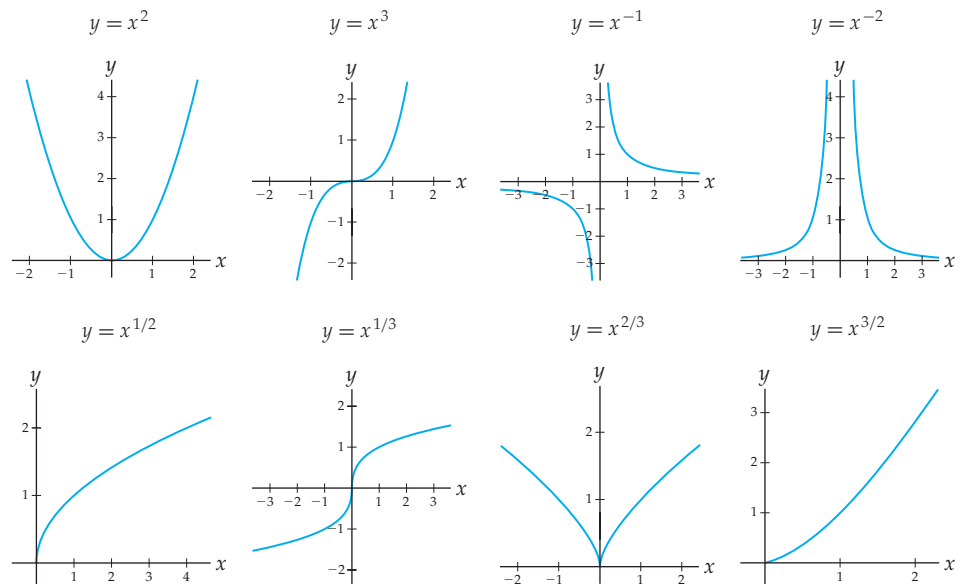 y = x² y = x³ y = x⁻¹ y = x⁻²
y y y y
4 2 3 4
3 1 2 3
2 1 2
1 1
−2 −1 1 2 x
−2 −1 1 2 x
−1
−2
−3 −2 −1 1 2 3 x
−1
−2
−3
−3 −2 −1 1 2 3 x
y = x^{1/2} y = x^{1/3} y = x^{2/3} y = x^{3/2}
y y y y
2 2 2 3
1 1 1 2
1
1 2 3 4 x
−3 −2 −1 1 2 3 x
−1
−2
−2 −1 1 2 x
1 2 x